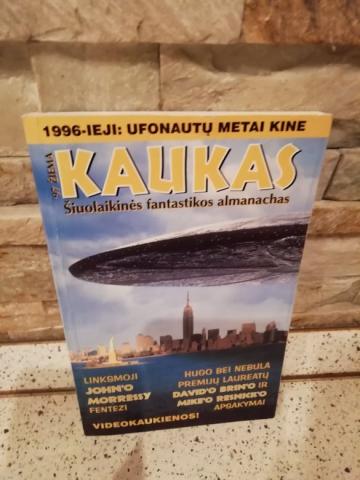 1996-IEJI: UFONAUTŲ METAI KINE
'97 ŽIEMA
KAUKAS
Šiuolaikinės fantastikos almanachas
LINKSMOJI
JOHN'O
MORRESSY
FENTEZI
HUGO BEI NEBULA
PREMIJŲ LAUREATŲ
DAVID'O BRIN'O IR
MIKE'O RESNICK'O
APSAKYMAI
VIDEOKAUKIENOS!